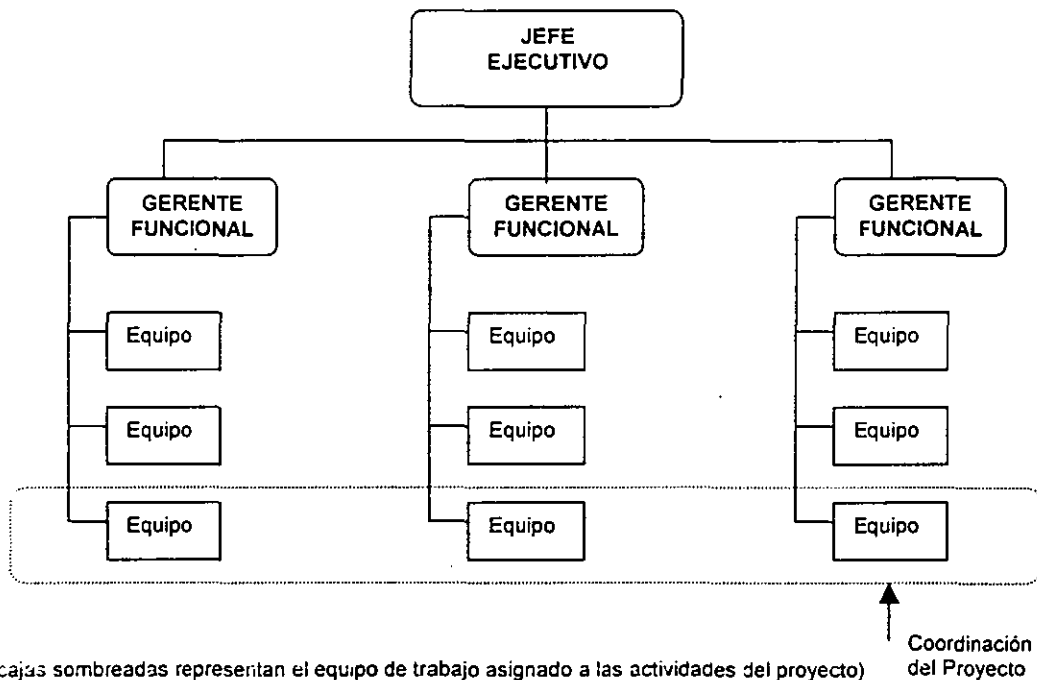 JEFE
EJECUTIVO
GERENTE
FUNCIONAL
GERENTE
FUNCIONAL
GERENTE
FUNCIONAL
Equipo
Equipo
Equipo
Equipo
Equipo
Equipo
Equipo
Equipo
Equipo
Coordinación
del Proyecto
cajas sombreadas representan el equipo de trabajo asignado a las actividades del proyecto)